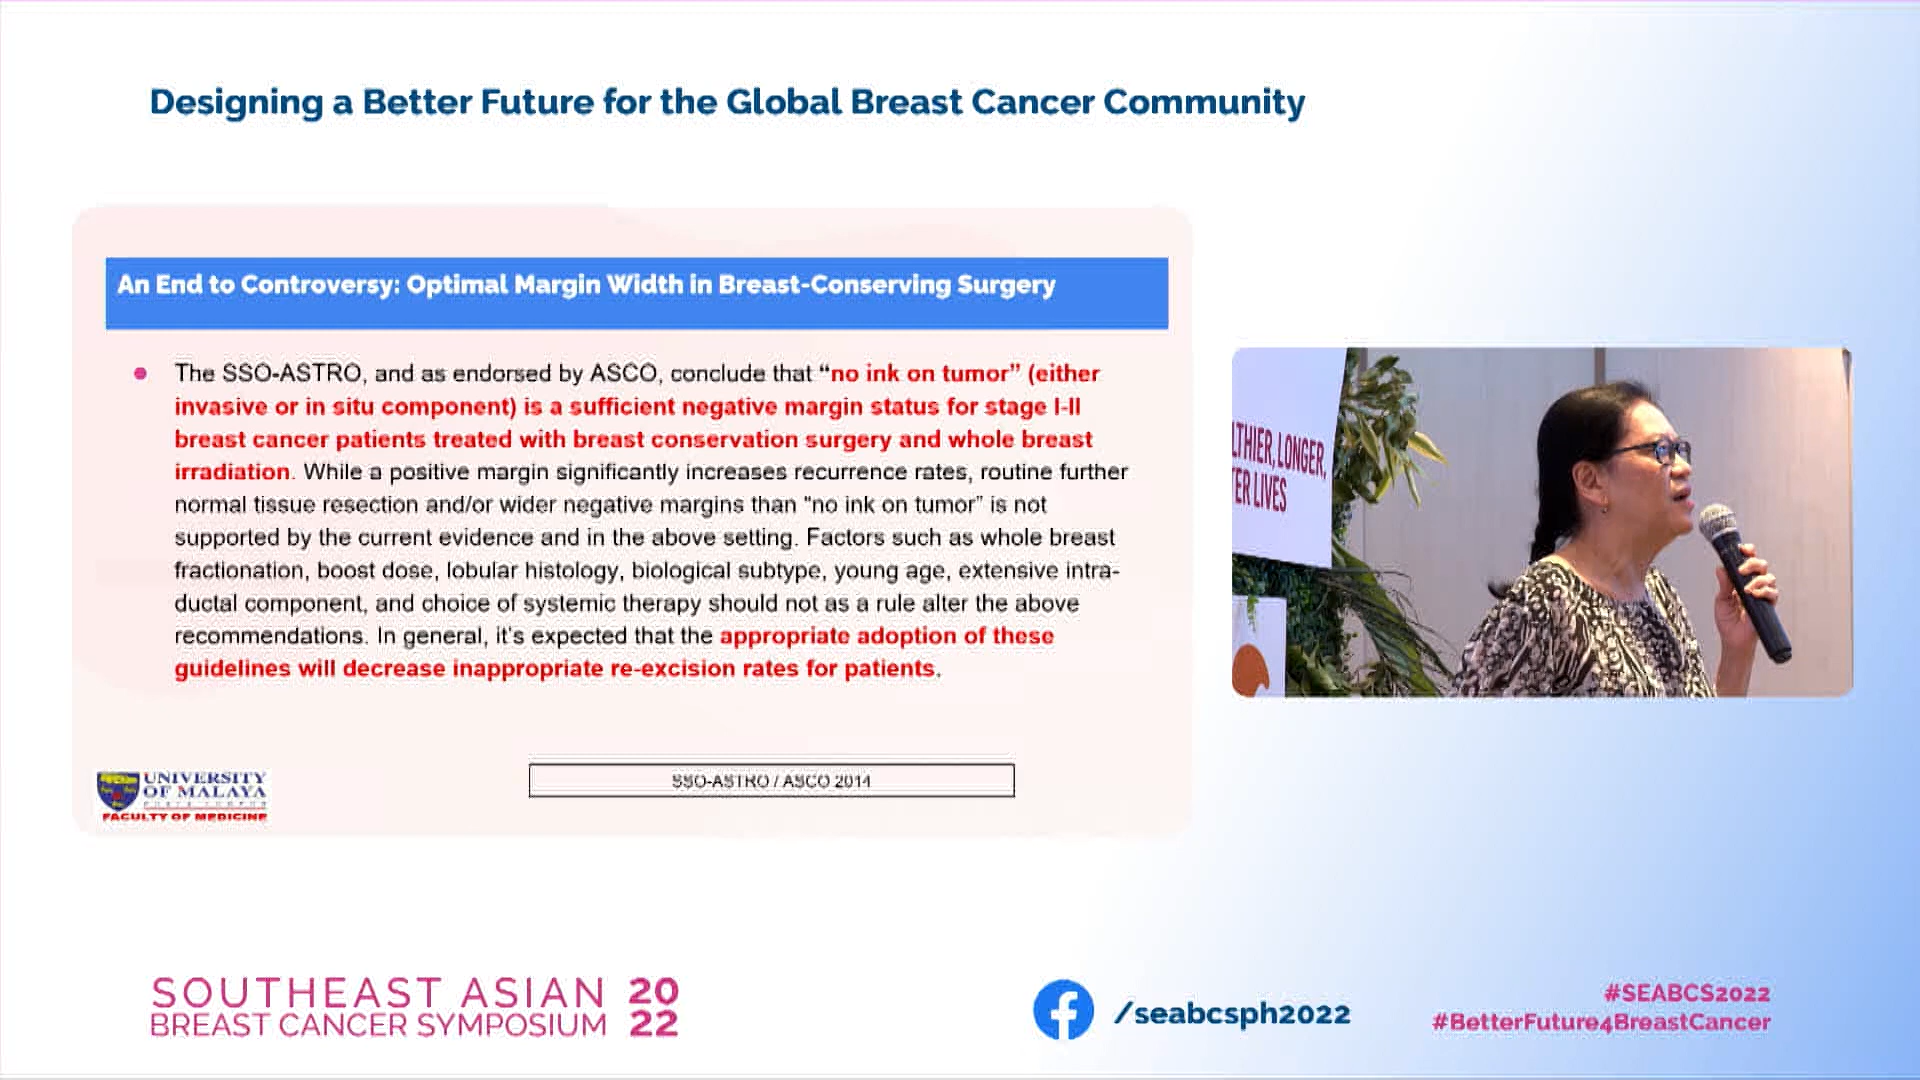 Designing a Better Future for the Global Breast Cancer Community
An End to Controversy: Optimal Margin Width in Breast-Conserving Surgery
The SSO-ASTRO, and as endorsed by ASCO, conclude that “no ink on tumor” (either
invasive or in situ component) is a sufficient negative margin status for stage I-II
breast cancer patients treated with breast conservation surgery and whole breast
irradiation. While a positive margin significantly increases recurrence rates, routine further
normal tissue resection and/or wider negative margins than “no ink on tumor” is not
supported by the current evidence and in the above setting. Factors such as whole breast
fractionation, boost dose, lobular histology, biological subtype, young age, extensive intra-
ductal component, and choice of systemic therapy should not as a rule alter the above
recommendations. In general, it's expected that the appropriate adoption of these
guidelines will decrease inappropriate re-excision rates for patients.
UNIVERSITY
OF MALAYA
FACULTY OF MEDICINE
SSO-ASTRO / ASCO 2014
LTHIER, LONGER,
TER LIVES
SOUTHEAST ASIAN 20
BREAST CANCER SYMPOSIUM 22
/seabcsph2022
#SEABCS2022
#BetterFuture4BreastCancer